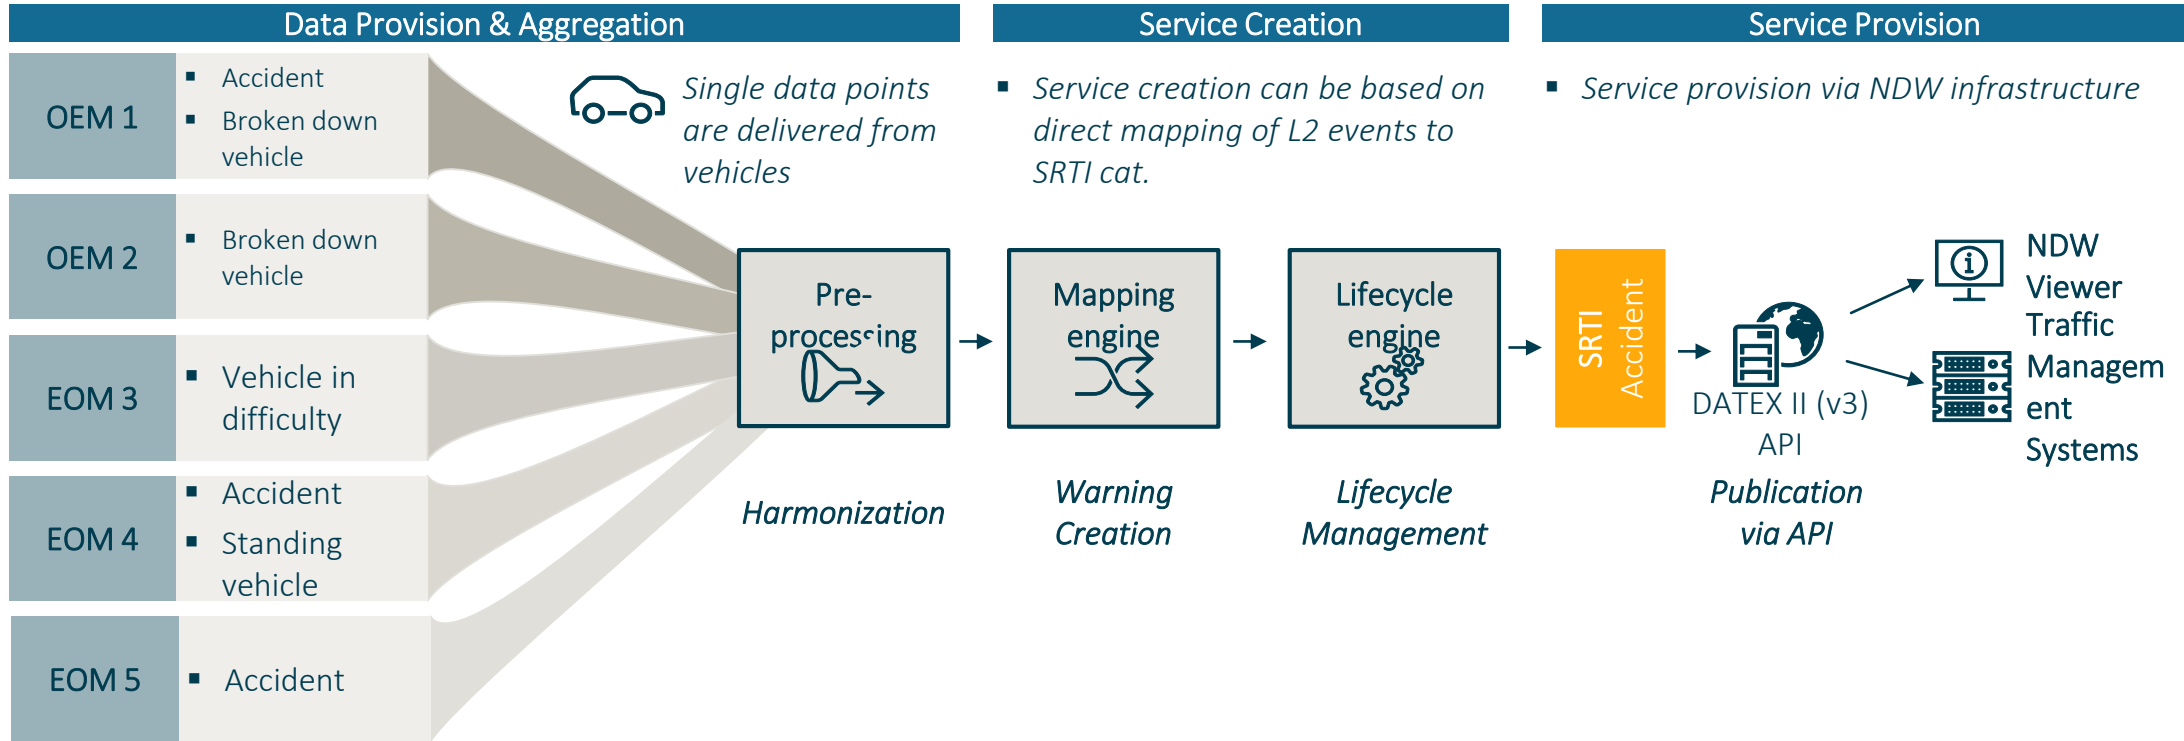 Data Provision & Aggregation
Service Creation
Service Provision
OEM 1
▪ Accident
▪ Broken down
vehicle
OEM 2
▪ Broken down
vehicle
EOM 3
▪ Vehicle in
difficulty
EOM 4
▪ Accident
▪ Standing
vehicle
EOM 5
▪ Accident
Single data points
are delivered from
vehicles
▪ Service creation can be based on
direct mapping of L2 events to
SRTI cat.
▪ Service provision via NDW infrastructure
Pre-
processing
Harmonization
Mapping
engine
Warning
Creation
Lifecycle
engine
Lifecycle
Management
SRTI
Accident
DATEX II (v3)
API
Publication
via API
NDW
Viewer
Traffic
Managem
ent
Systems